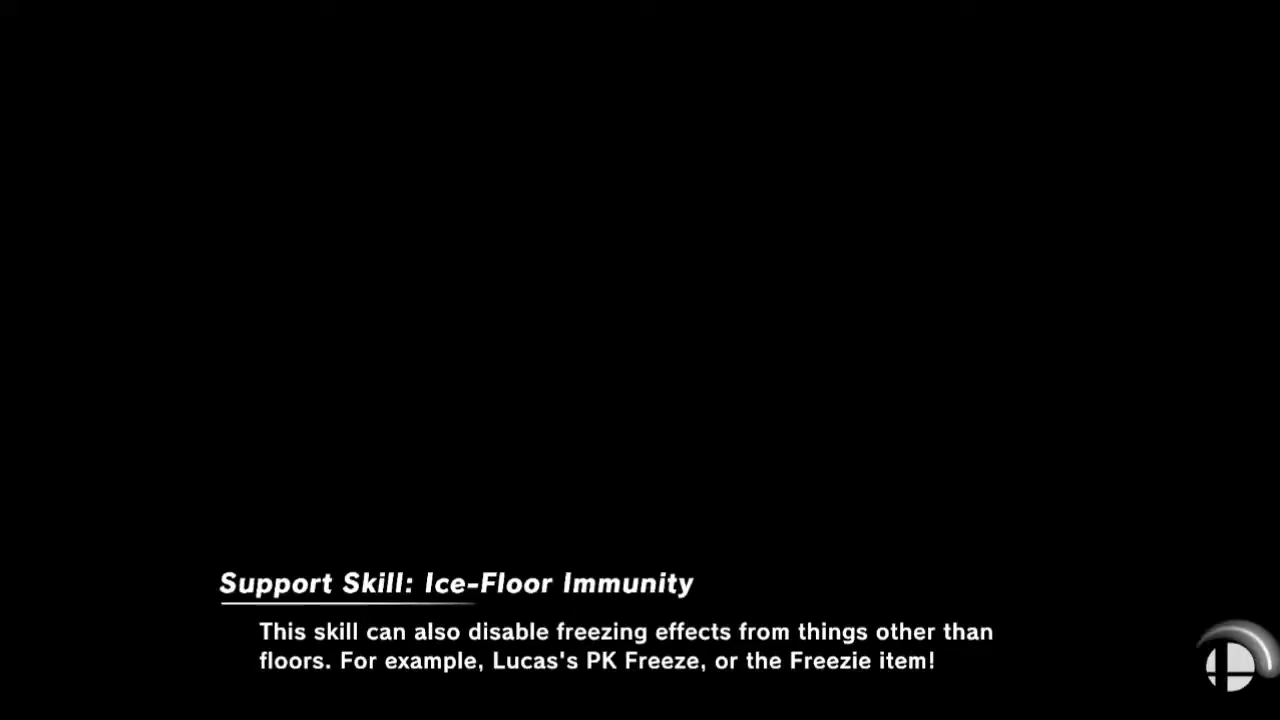 Support Skill: Ice-Floor Immunity
This skill can also disable freezing effects from things other than
floors. For example, Lucas's PK Freeze, or the Freezie item!